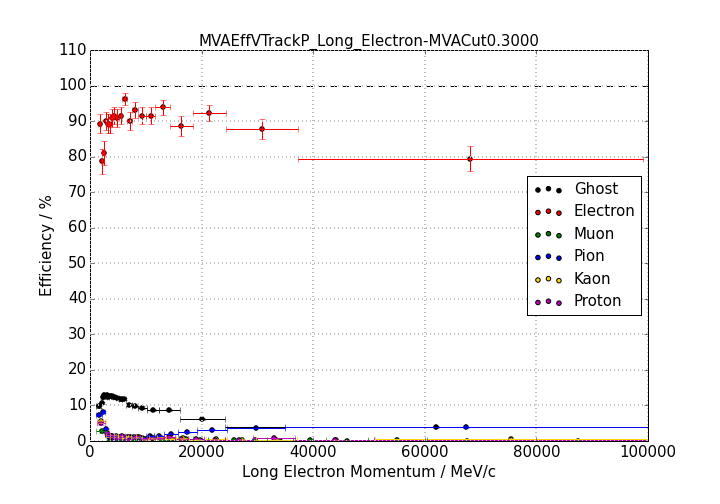 MVAEffVTrackP_Long_Electron-MVACut0.3000
110
100
90
80
70
60
50
40
30
20
10
0
Efficiency / %
Ghost
Electron
Muon
Pion
Kaon
Proton
0 20000 40000 60000 80000 100000
Long Electron Momentum / MeV/c